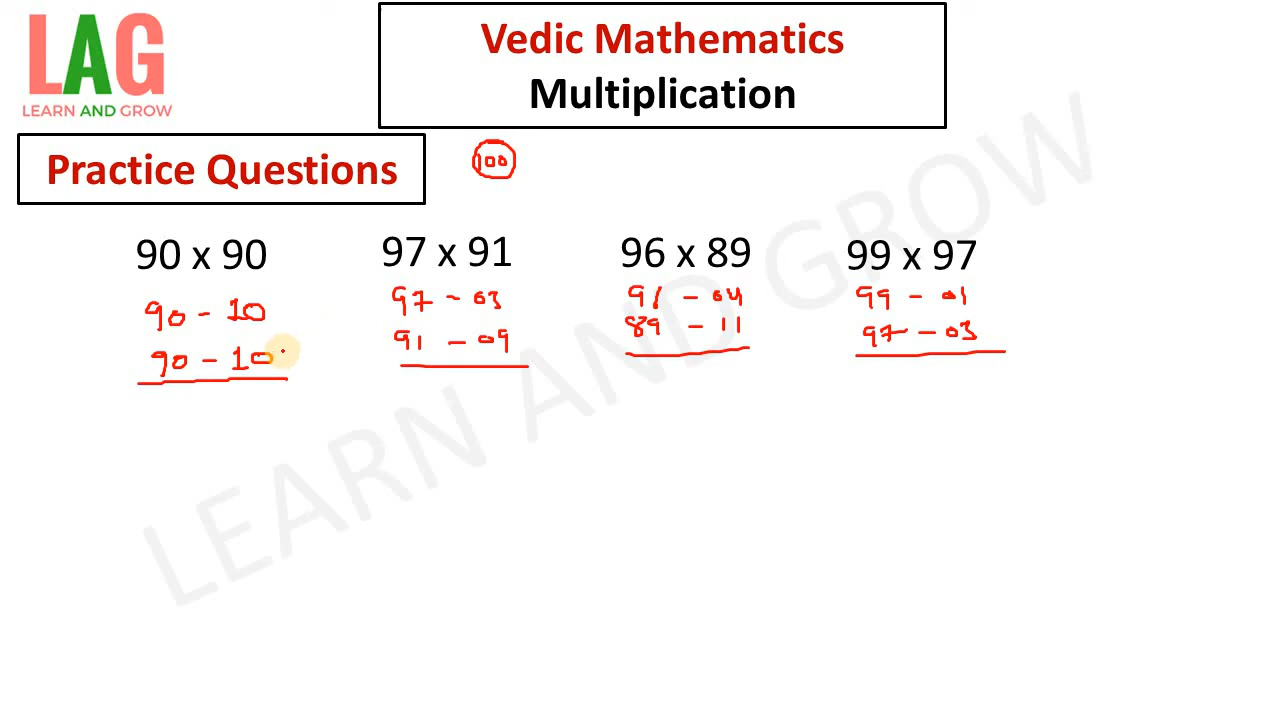 LAG
LEARN AND GROW
Vedic Mathematics
Multiplication
Practice Questions
100
90 x 90
97 x 91
96 x 89
99 x 97
90 - 10
90 - 10
97 - 03
91 - 09
96 - 04
89 - 11
99 - 01
97 - 03
LEARN AND GROW